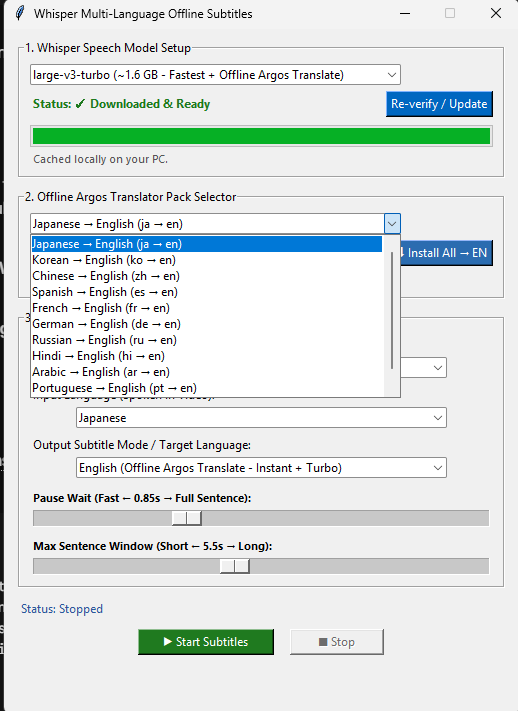 Whisper Multi-Language Offline Subtitles
1. Whisper Speech Model Setup
large-v3-turbo (~1.6 GB - Fastest + Offline Argos Translate)
Status: ✓ Downloaded & Ready
Re-verify / Update
Cached locally on your PC.
2. Offline Argos Translator Pack Selector
Japanese → English (ja → en)
Japanese → English (ja → en)
Korean → English (ko → en)
Install All → EN
Chinese → English (zh → en)
Spanish → English (es → en)
French → English (fr → en)
German → English (de → en)
Russian → English (ru → en)
Hindi → English (hi → en)
Arabic → English (ar → en)
Portuguese → English (pt → en)
3
Japanese
Output Subtitle Mode / Target Language:
English (Offline Argos Translate - Instant + Turbo)
Pause Wait (Fast ← 0.85s → Full Sentence):
Max Sentence Window (Short ← 5.5s → Long):
Status: Stopped
▶ Start Subtitles
■ Stop